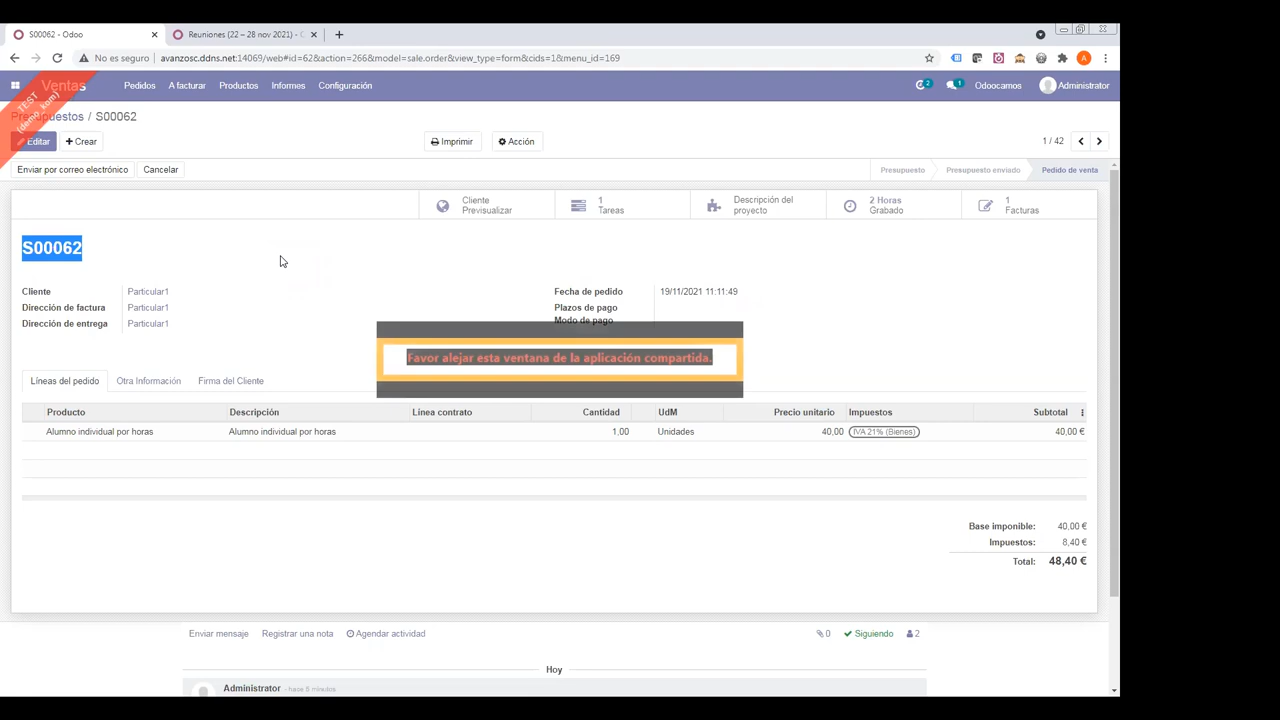 S00062 - Odoo
Reuniones (22 – 28 nov 2021) - O
No es seguro
avanzosc.ddns.net:14069/web#id=62&action=266&model=sale.order&view_type=form&cids=1&menu_id=169
TEST
(demo_kom)
Ventas Pedidos A facturar Productos Informes Configuración 2 1 Odoocamos Administrator
Presupuestos / S00062
Editar Crear Imprimir Acción 1 / 42
Enviar por correo electrónico Cancelar Presupuesto Presupuesto enviado Pedido de venta
Cliente
Previsualizar
1
Tareas
Descripción del
proyecto
2 Horas
Grabado
1
Facturas
S00062
Cliente Particular1
Dirección de factura Particular1
Dirección de entrega Particular1
Fecha de pedido 19/11/2021 11:11:49
Plazos de pago
Modo de pago
Favor alejar esta ventana de la aplicación compartida.
Líneas del pedido Otra Información Firma del Cliente
Producto Descripción Línea contrato Cantidad UdM Precio unitario Impuestos Subtotal
Alumno individual por horas Alumno individual por horas 1,00 Unidades 40,00 IVA 21% (Bienes) 40,00 €
Base imponible: 40,00 €
Impuestos: 8,40 €
Total: 48,40 €
Enviar mensaje Registrar una nota Agendar actividad 0 Siguiendo 2
Hoy
Administrator - hace 8 minutos